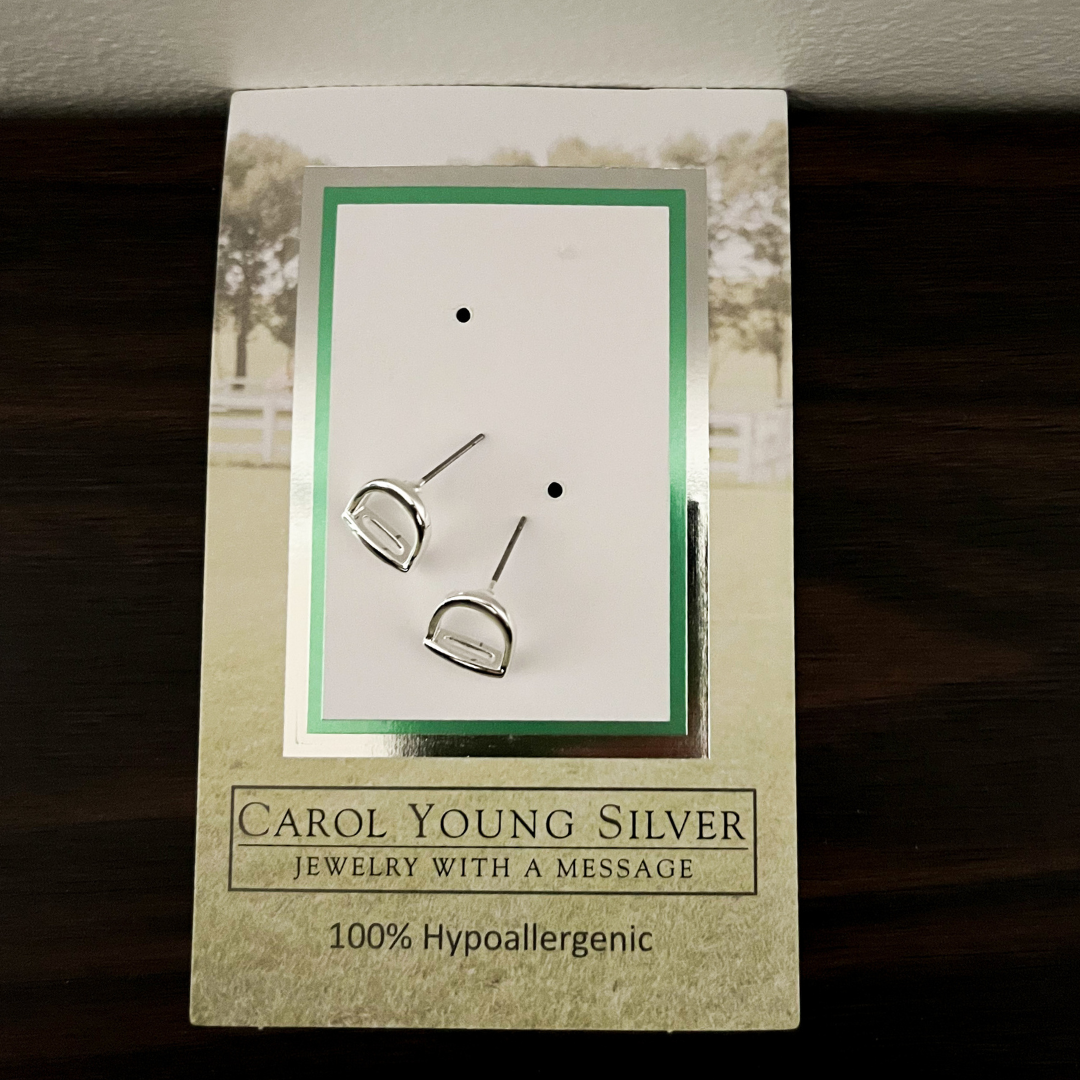 CAROL YOUNG SILVER
JEWELRY WITH A MESSAGE
100% Hypoallergenic